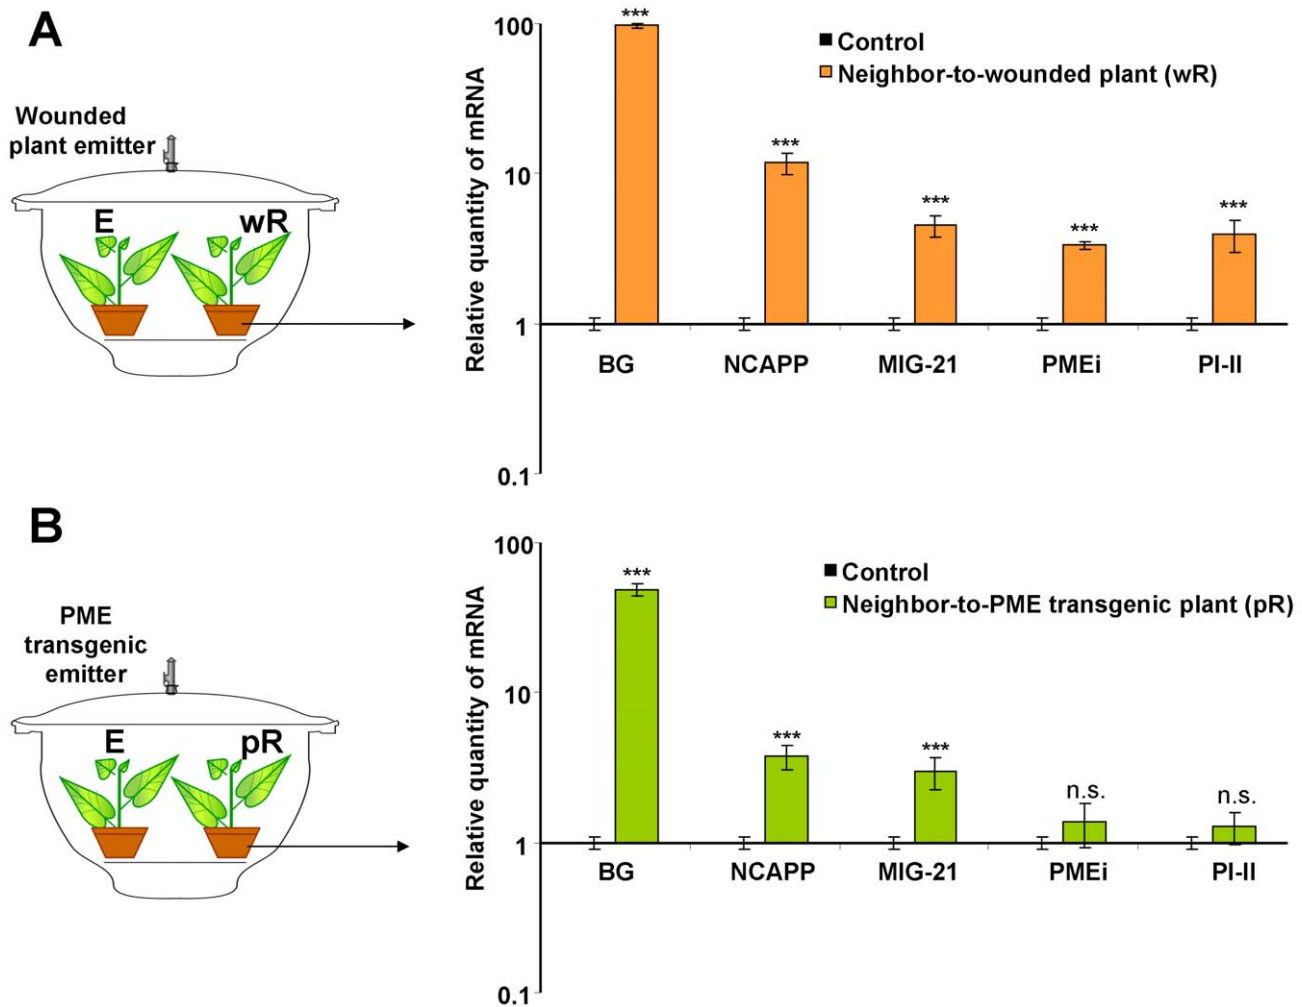 A
Wounded
plant emitter
E wR
Relative quantity of mRNA
100
10
1
0.1
***
***
***
***
***
Control
Neighbor-to-wounded plant (wR)
BG NCAPP MIG-21 PMEi PI-II
B
PME
transgenic
emitter
E pR
Relative quantity of mRNA
100
10
1
0.1
***
***
***
n.s.
n.s.
Control
Neighbor-to-PME transgenic plant (pR)
BG NCAPP MIG-21 PMEi PI-II